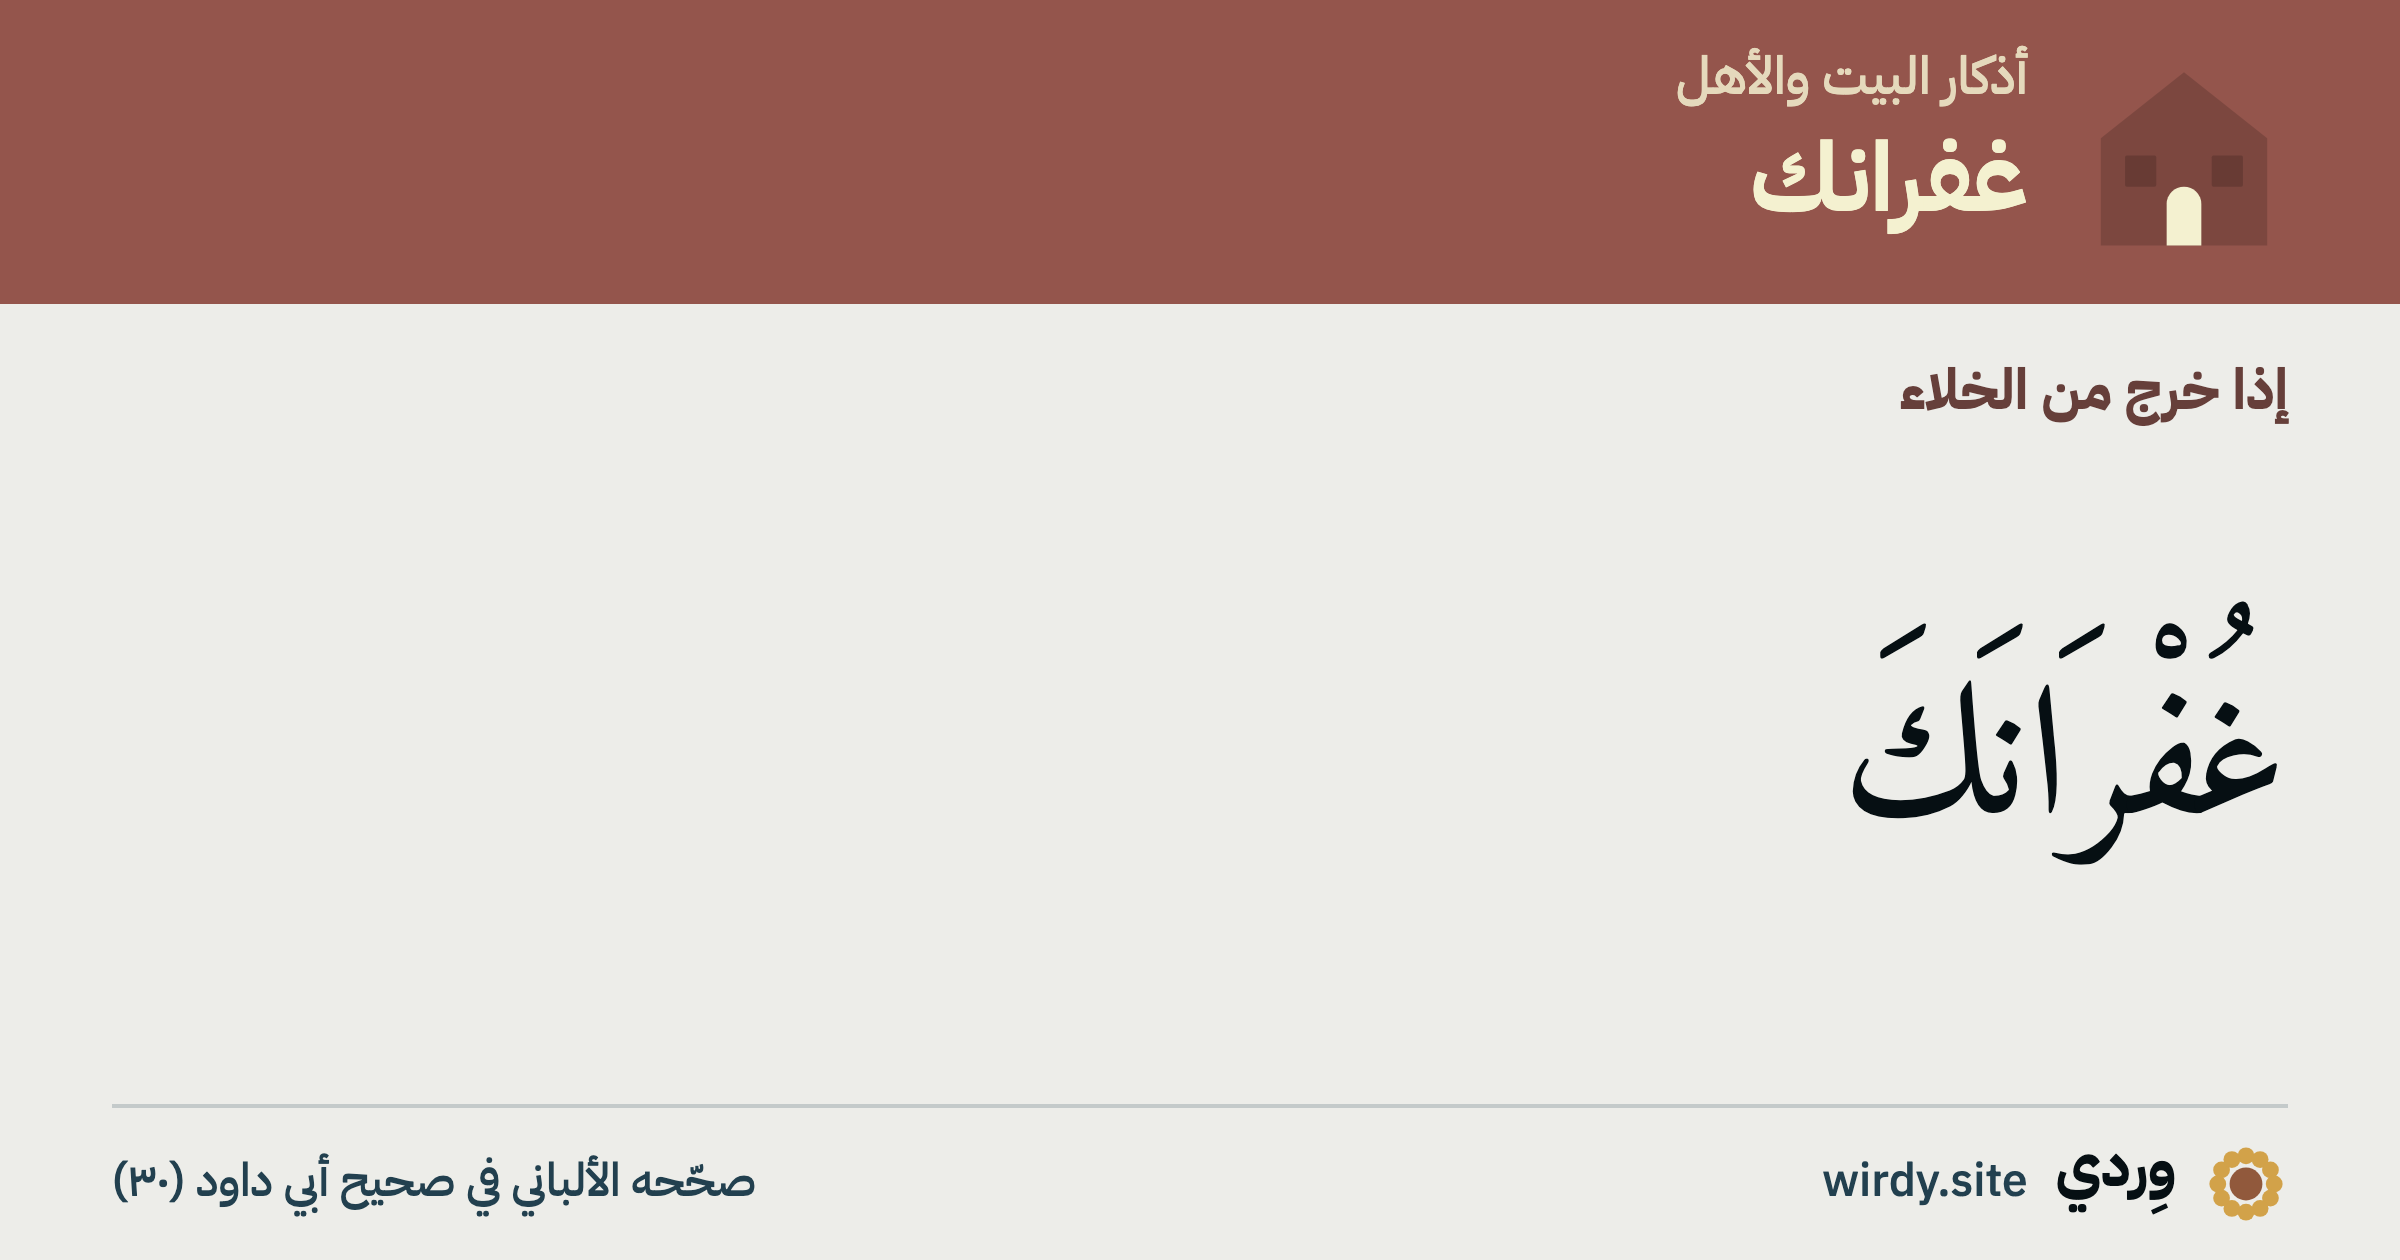 أذكار البيت والأهل
غفرانك
إذا خرج من الخلاء
غُفْرَانَكَ
وِردي wirdy.site
صحّحه الألباني في صحيح أبي داود (٣٠)